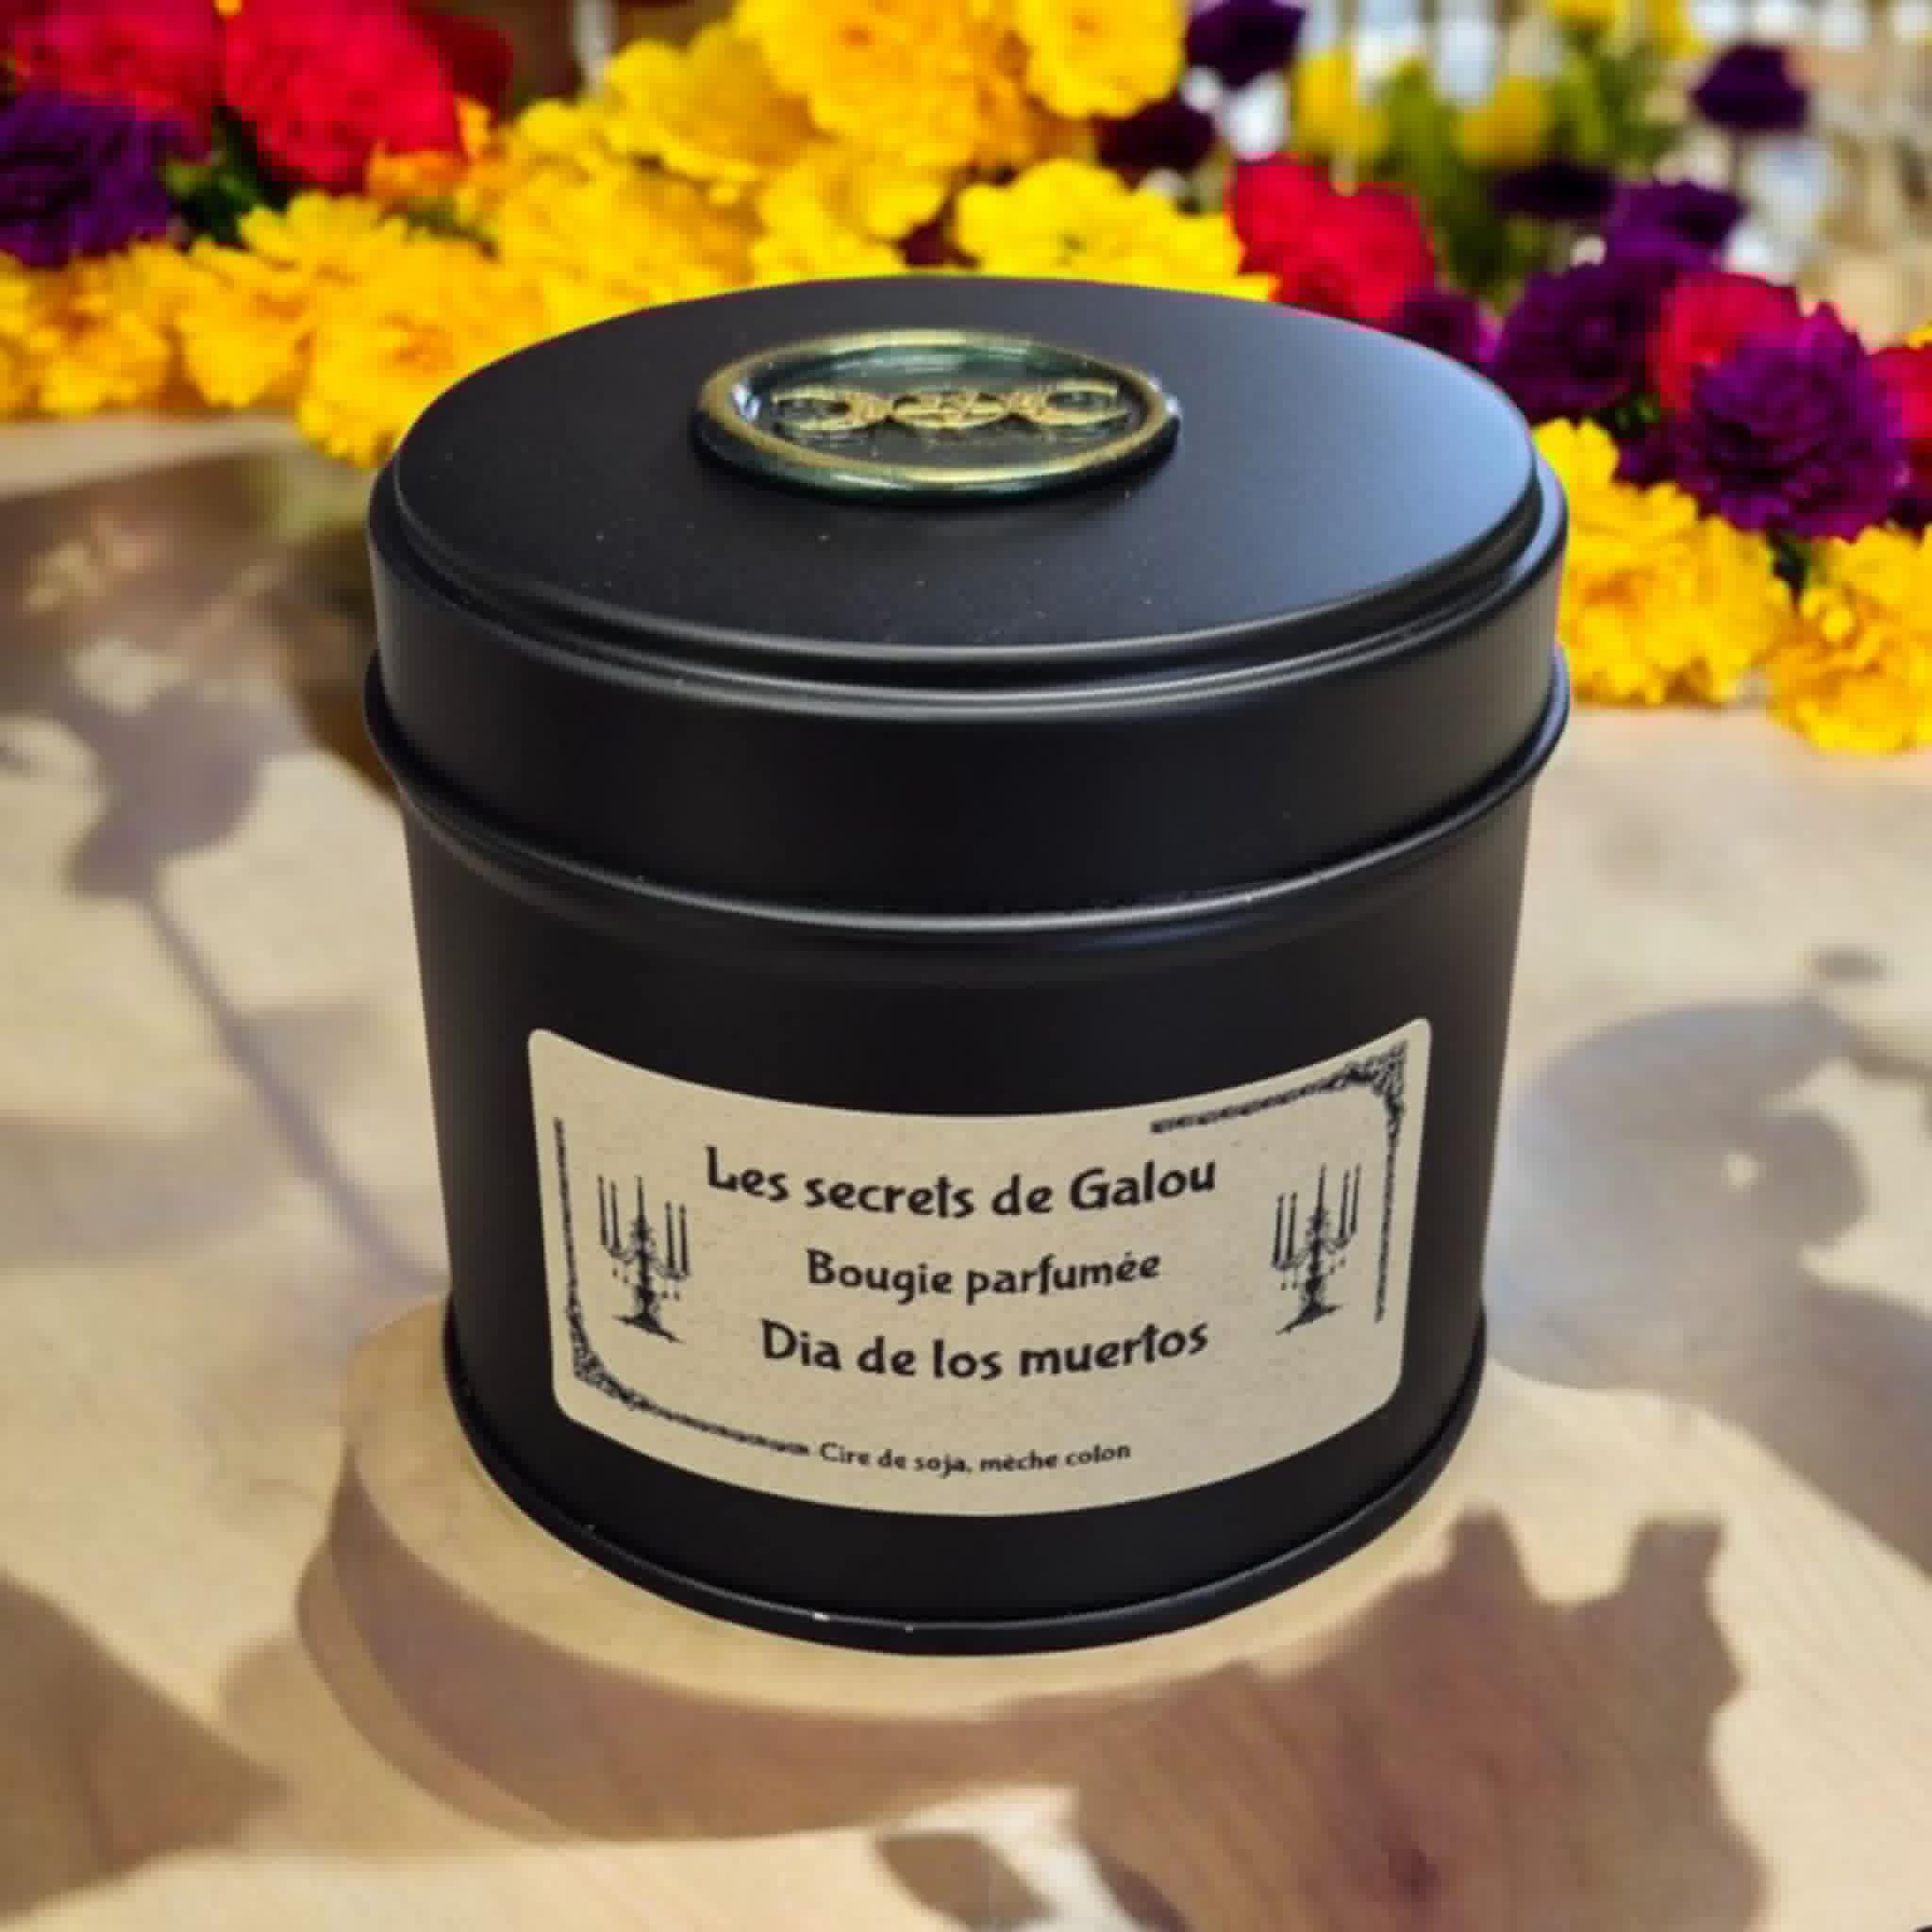 Les secrets de Galou
Bougie parfumée
Dia de los muertos
Cire de soja, mèche coton